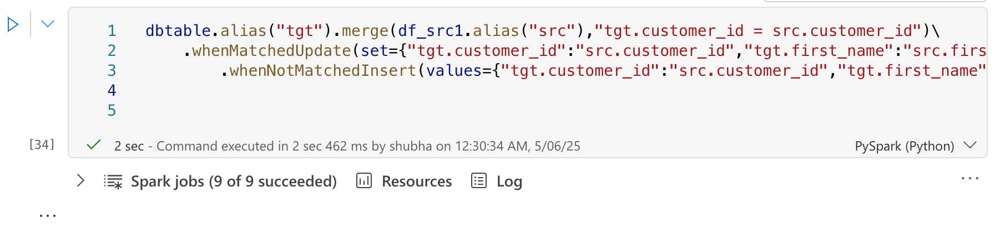 1 dbtable.alias("tgt").merge(df_src1.alias("src"),"tgt.customer_id = src.customer_id")\
2 .whenMatchedUpdate(set={"tgt.customer_id":"src.customer_id","tgt.first_name":"src.firs
3 .whenNotMatchedInsert(values={"tgt.customer_id":"src.customer_id","tgt.first_name"
4
5
[34] 2 sec - Command executed in 2 sec 462 ms by shubha on 12:30:34 AM, 5/06/25 PySpark (Python)
Spark jobs (9 of 9 succeeded) Resources Log ...
...